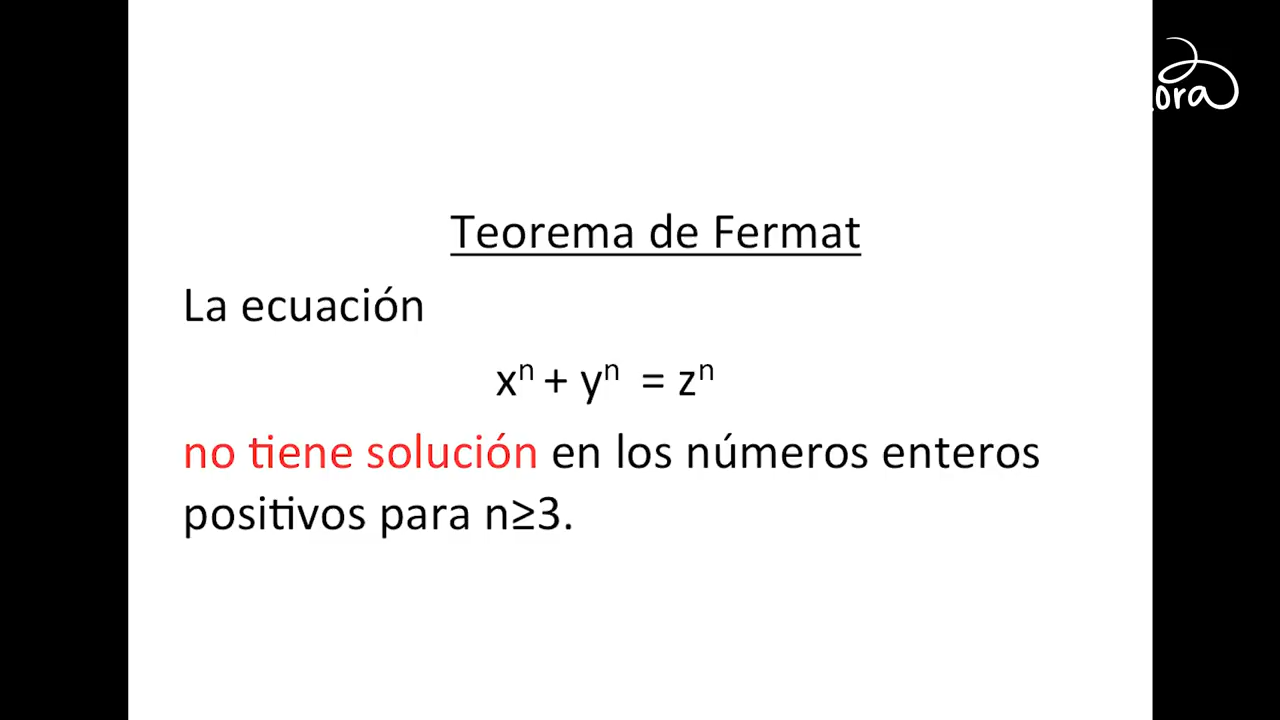 Teorema de Fermat
La ecuación
xⁿ + yⁿ = zⁿ
no tiene solución en los números enteros
positivos para n≥3.